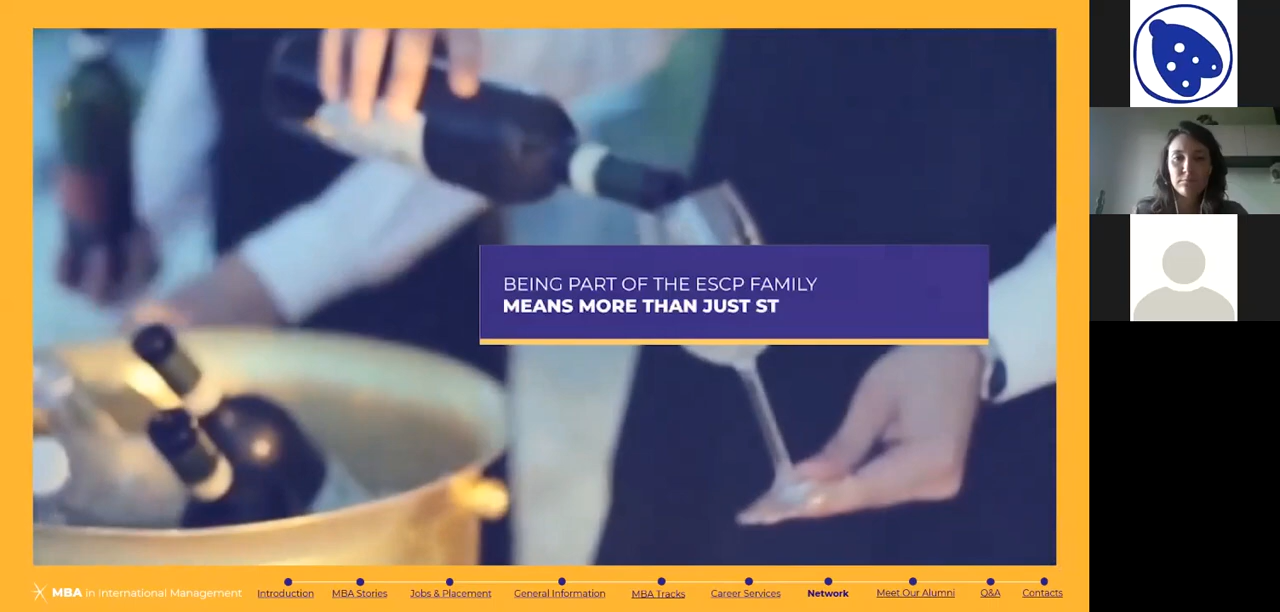 BEING PART OF THE ESCP FAMILY
MEANS MORE THAN JUST ST
MBA in International Management
Introduction
MBA Stories
Jobs & Placement
General Information
MBA Tracks
Career Services
Network
Meet Our Alumni
Q&A
Contacts